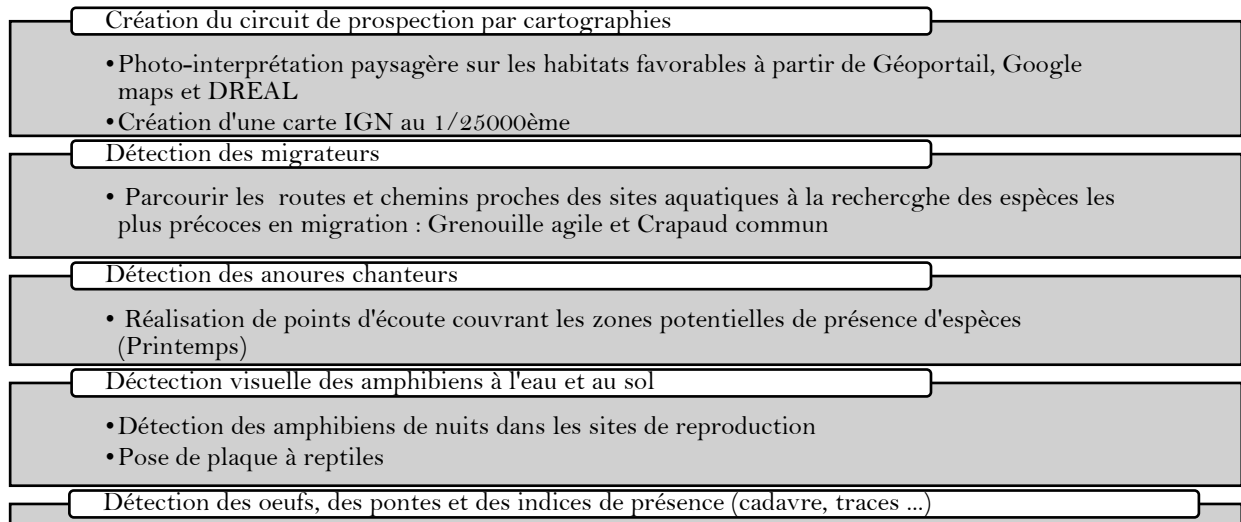 Création du circuit de prospection par cartographies
•Photo-interprétation paysagère sur les habitats favorables à partir de Géoportail, Google
maps et DREAL
•Création d'une carte IGN au 1/25000ème
Détection des migrateurs
• Parcourir les routes et chemins proches des sites aquatiques à la rechercghe des espèces les
plus précoces en migration : Grenouille agile et Crapaud commun
Détection des anoures chanteurs
• Réalisation de points d'écoute couvrant les zones potentielles de présence d'espèces
(Printemps)
Déctection visuelle des amphibiens à l'eau et au sol
•Détection des amphibiens de nuits dans les sites de reproduction
•Pose de plaque à reptiles
Détection des oeufs, des pontes et des indices de présence (cadavre, traces ...)